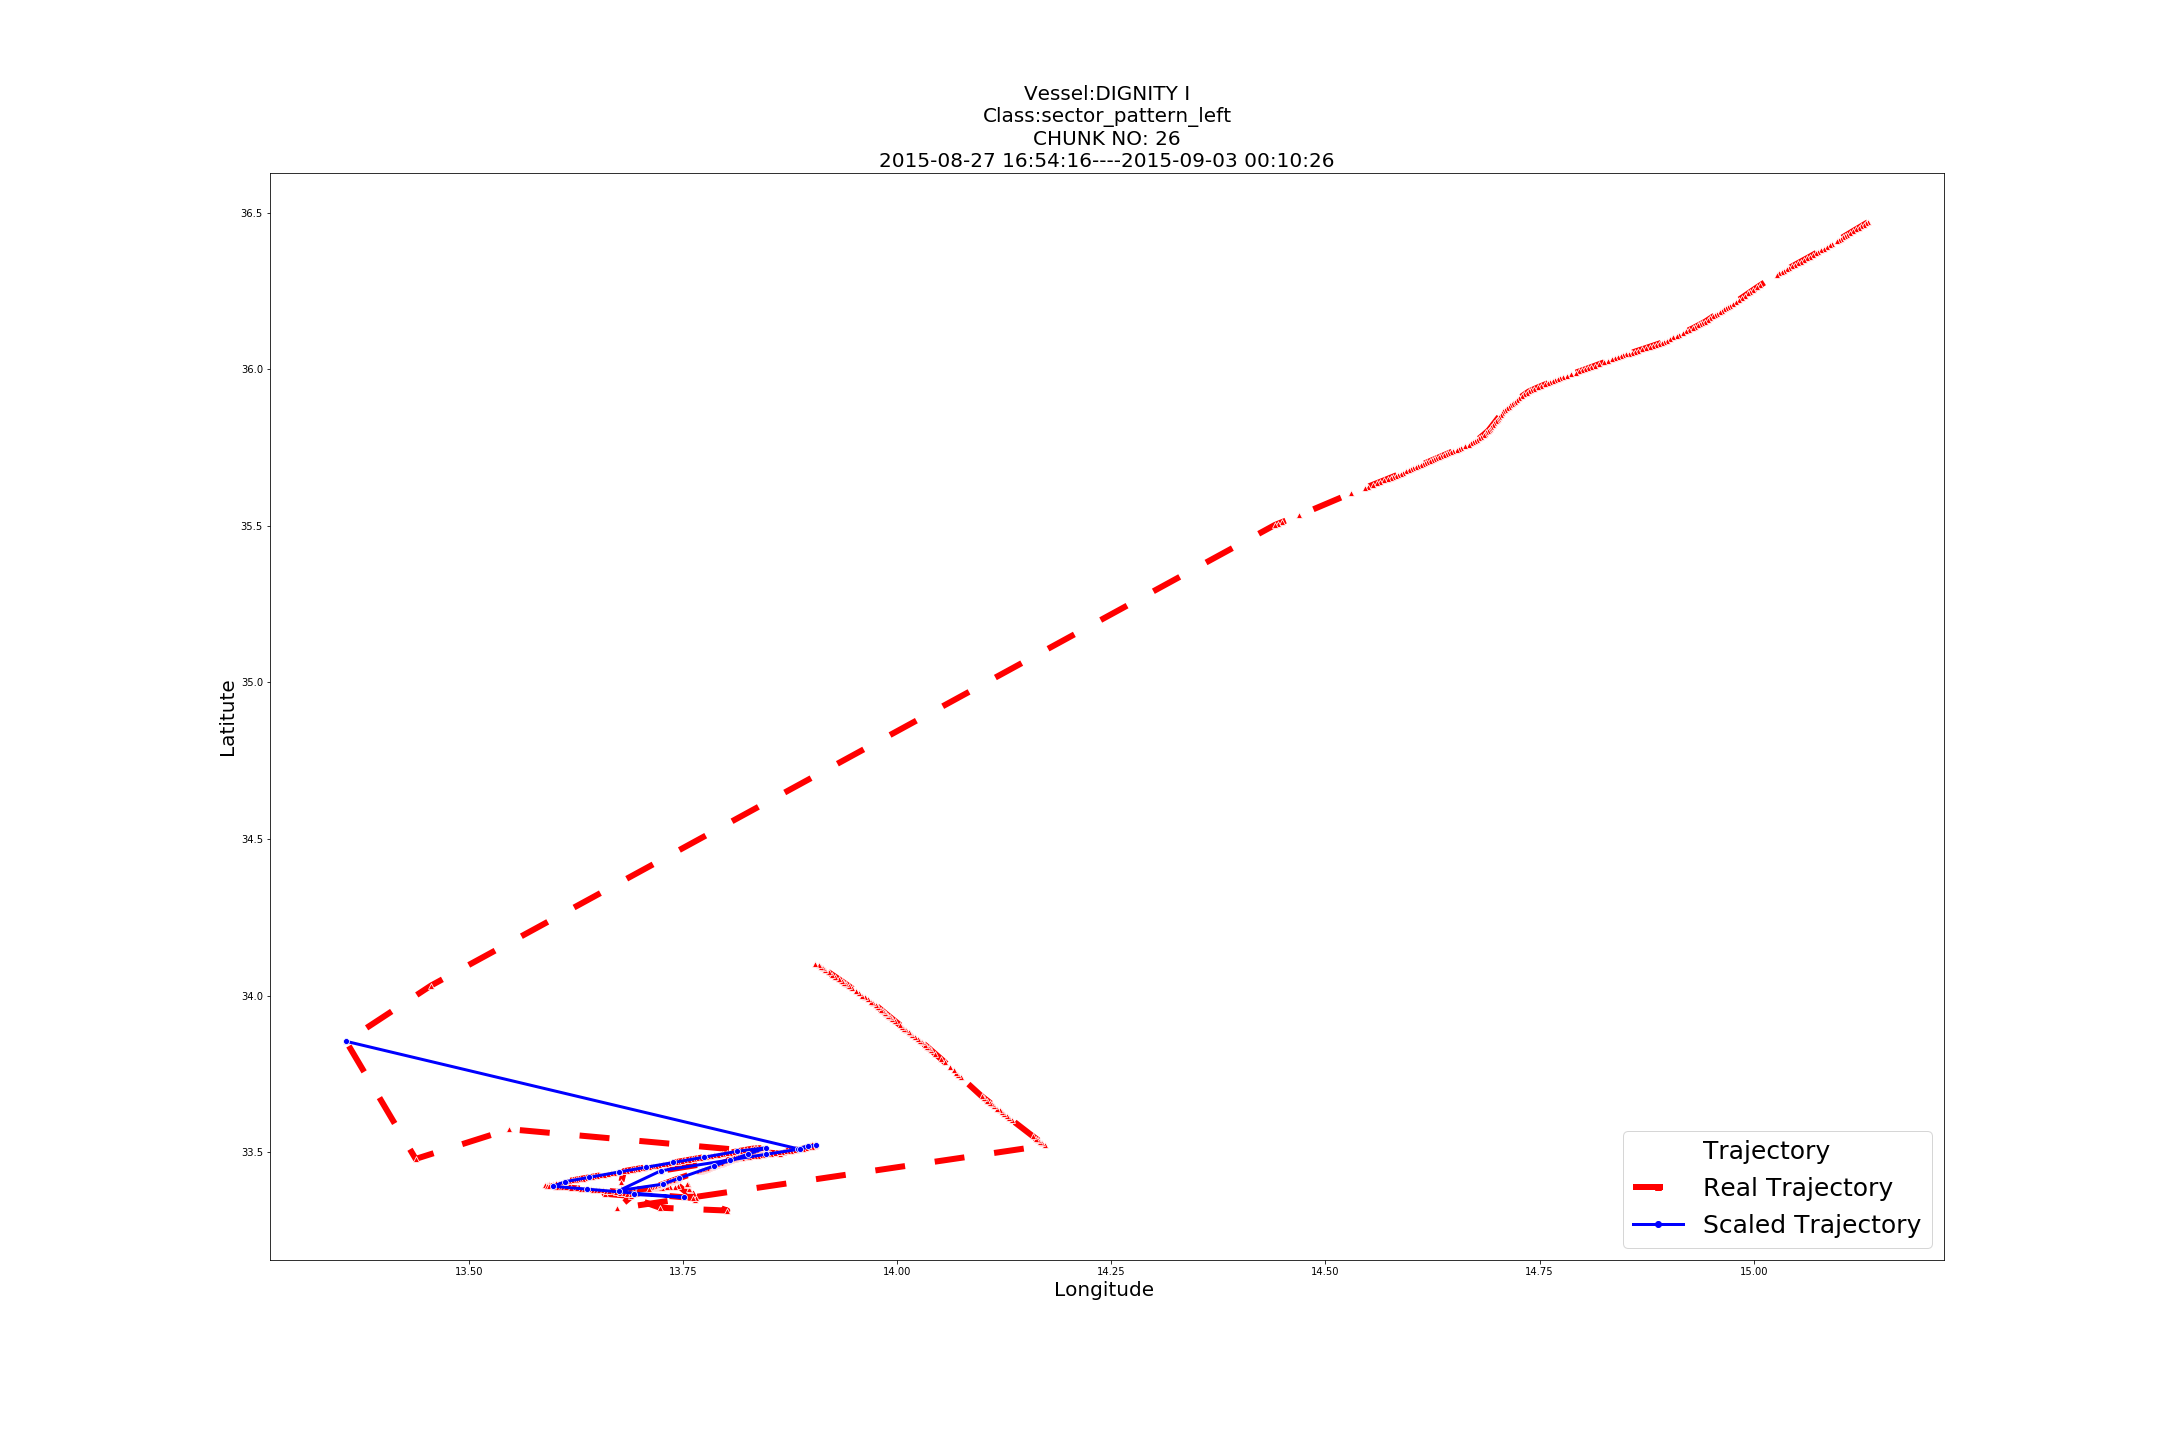 Vessel:DIGNITY I
Class:sector_pattern_left
CHUNK NO: 26
2015-08-27 16:54:16----2015-09-03 00:10:26
Latitute
36.5
36.0
35.5
35.0
34.5
34.0
33.5
Trajectory
Real Trajectory
Scaled Trajectory
13.50 13.75 14.00 14.25 14.50 14.75 15.00
Longitude